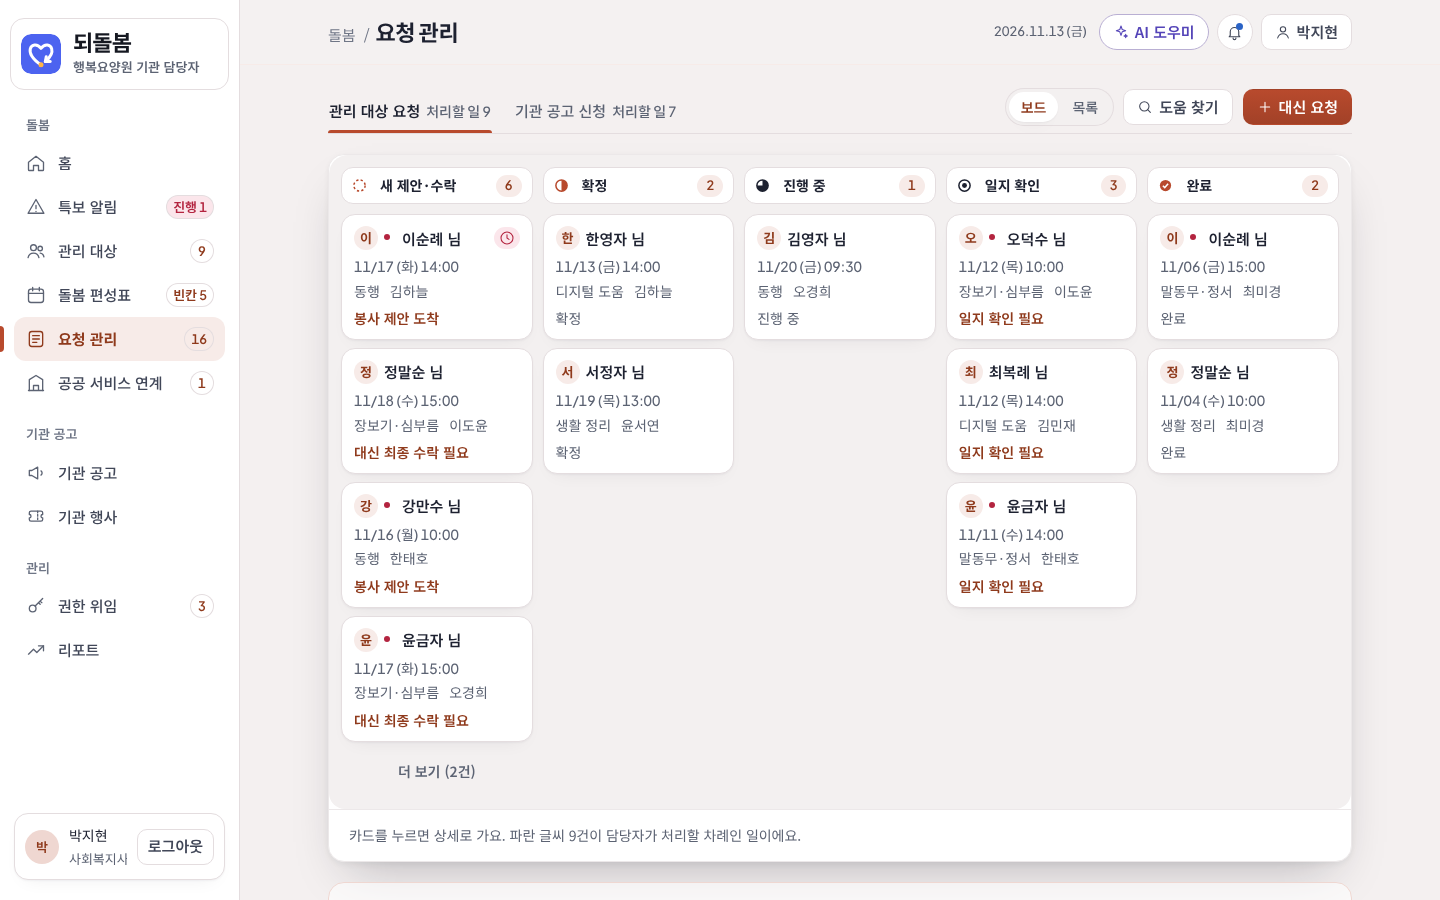 되돌봄
행복요양원 기관 담당자
돌봄
홈
특보 알림 진행 1
관리 대상 9
돌봄 편성표 빈칸 5
요청 관리 16
공공 서비스 연계 1
기관 공고
기관 공고
기관 행사
관리
권한 위임 3
리포트
박 박지현
사회복지사
로그아웃
돌봄 / 요청 관리
2026.11.13 (금) AI 도우미 박지현
관리 대상 요청 처리할 일 9 기관 공고 신청 처리할 일 7
보드 목록 도움 찾기 + 대신 요청
새 제안·수락 6
이 이순례 님
11/17 (화) 14:00
동행 김하늘
봉사 제안 도착
정 정말순 님
11/18 (수) 15:00
장보기·심부름 이도윤
대신 최종 수락 필요
강 강만수 님
11/16 (월) 10:00
동행 한태호
봉사 제안 도착
윤 윤금자 님
11/17 (화) 15:00
장보기·심부름 오경희
대신 최종 수락 필요
더 보기 (2건)
확정 2
한 한영자 님
11/13 (금) 14:00
디지털 도움 김하늘
확정
서 서정자 님
11/19 (목) 13:00
생활 정리 윤서연
확정
진행 중 1
김 김영자 님
11/20 (금) 09:30
동행 오경희
진행 중
일지 확인 3
오 오덕수 님
11/12 (목) 10:00
장보기·심부름 이도윤
일지 확인 필요
최 최복례 님
11/12 (목) 14:00
디지털 도움 김민재
일지 확인 필요
윤 윤금자 님
11/11 (수) 14:00
말동무·정서 한태호
일지 확인 필요
완료 2
이 이순례 님
11/06 (금) 15:00
말동무·정서 최미경
완료
정 정말순 님
11/04 (수) 10:00
생활 정리 최미경
완료
카드를 누르면 상세로 가요. 파란 글씨 9건이 담당자가 처리할 차례인 일이에요.